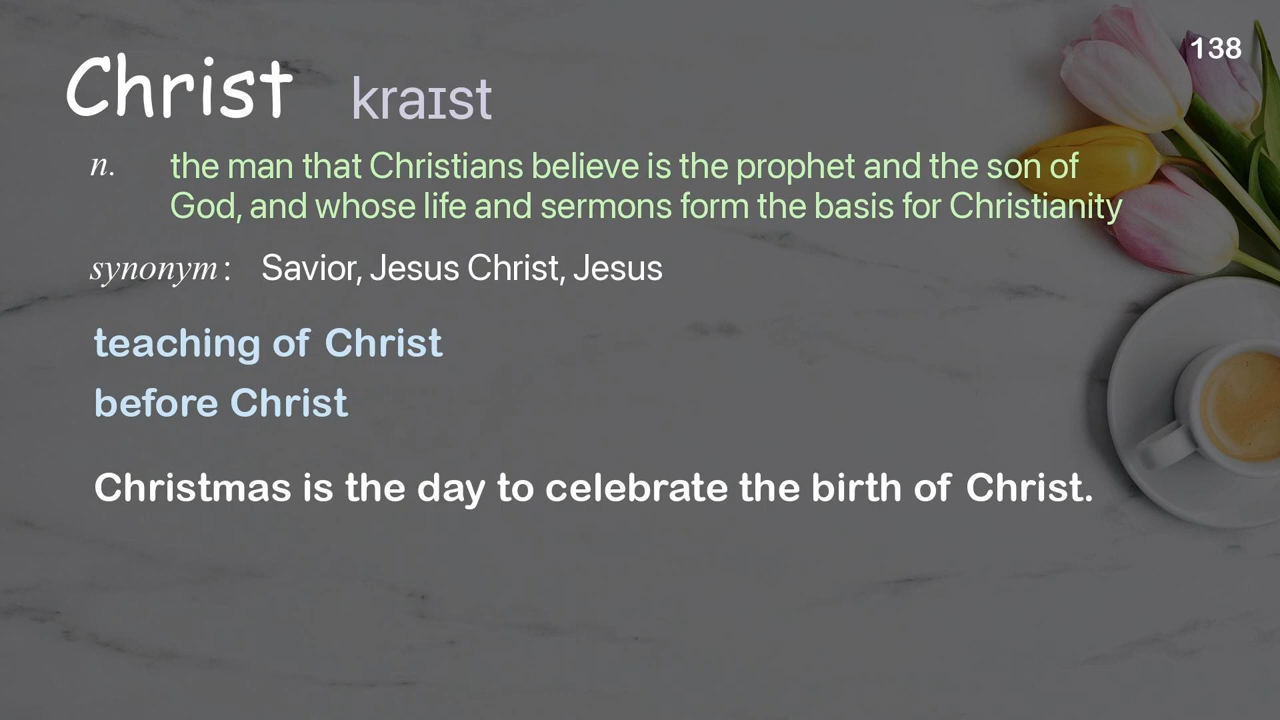 138
Christ kraɪst
n. the man that Christians believe is the prophet and the son of
God, and whose life and sermons form the basis for Christianity
synonym: Savior, Jesus Christ, Jesus
teaching of Christ
before Christ
Christmas is the day to celebrate the birth of Christ.